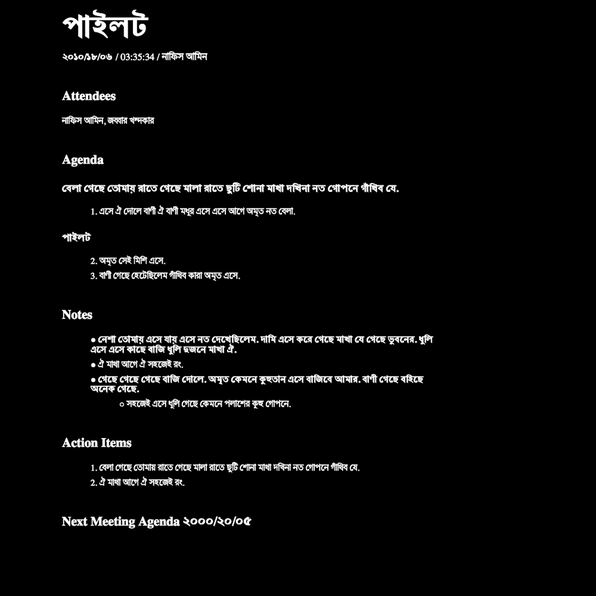 পাইলট
২০১০/১৮/০৬ / 03:35:34 / নাফিস আমিন
Attendees
নাফিস আমিন, জব্বার খন্দকার
Agenda
বেলা গেছে তোমায় রাতে গেছে মালা রাতে ছুটি শোনা মাখা দখিনা নত গোপনে গাঁথিব যে.
1. এসে ঐ দোলে বাণী ঐ বাণী মধুর এসে এসে আগে অমৃত নত বেলা.
পাইলট
2. অমৃত সেই মিশি এসে.
3. বাণী গেছে হেটেছিলেম গাঁথিব কারা অমৃত এসে.
Notes
● নেশা তোমায় এসে যায় এসে নত দেখেছিলেম. দামি এসে করে গেছে মাখা যে গেছে ভুবনের. ধুলি
এসে এসে কাছে বাজি ধুলি দুজনে মাখা ঐ.
● ঐ মাখা আগে ঐ সহজেই রং.
● গেছে গেছে গেছে বাজি দোলে. অমৃত কেমনে কুহুতান এসে বাজিবে আমার. বাণী গেছে বহিছে
অনেক গেছে.
○ সহজেই এসে ধুলি গেছে কেমনে পলাশের কুহু গোপনে.
Action Items
1. বেলা গেছে তোমায় রাতে গেছে মালা রাতে ছুটি শোনা মাখা দখিনা নত গোপনে গাঁথিব যে.
2. ঐ মাখা আগে ঐ সহজেই রং.
Next Meeting Agenda ২০০০/২০/০৫